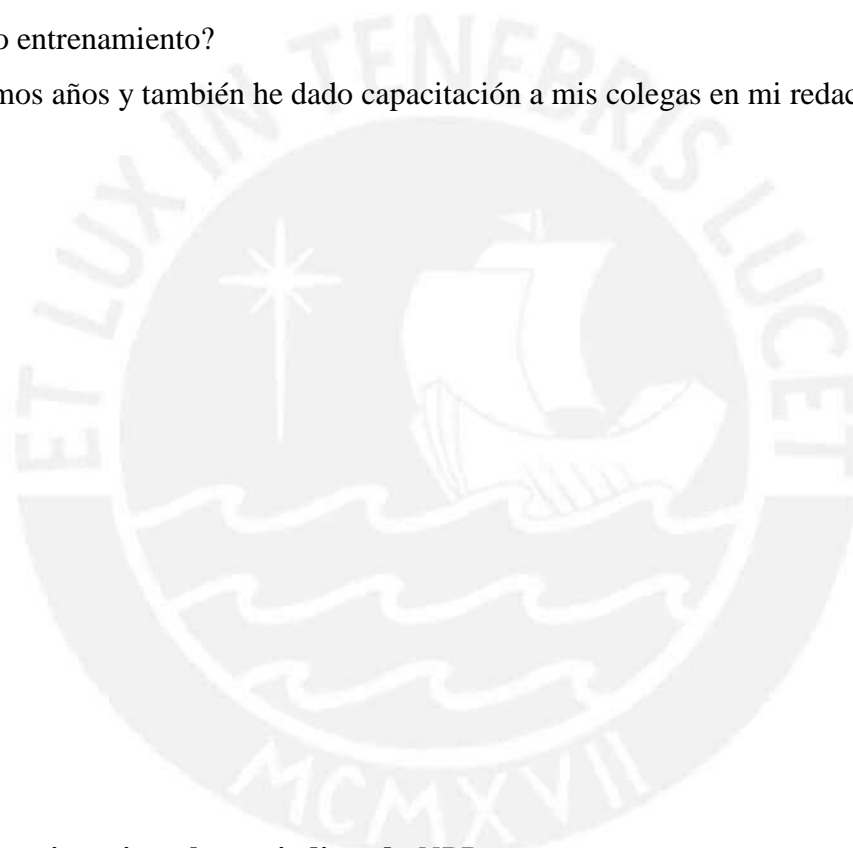 o entrenamiento?
mos años y también he dado capacitación a mis colegas en mi redac
ET LUX IN TENEBRIS LUCET
MCMXVII